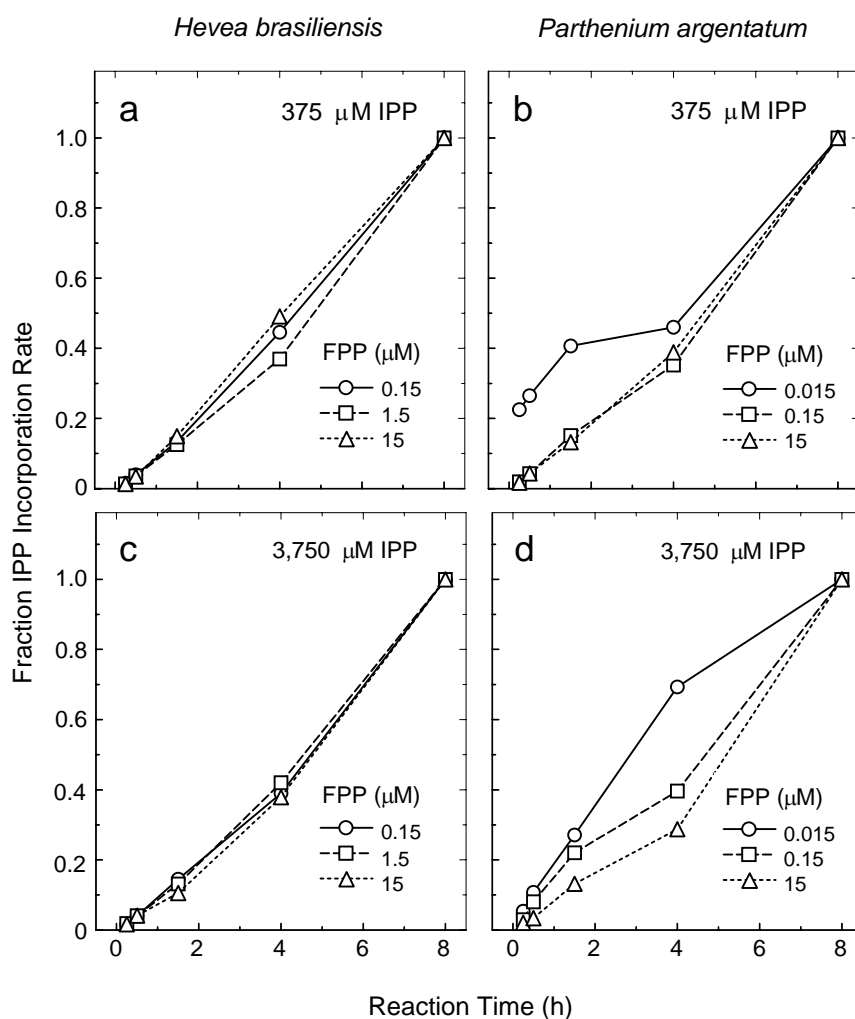 Hevea brasiliensis
Parthenium argentatum
a
375 μM IPP
FPP (μM)
0.15
1.5
15
1.0
0.8
0.6
0.4
0.2
0
b
375 μM IPP
FPP (μM)
0.015
0.15
15
c
3,750 μM IPP
FPP (μM)
0.15
1.5
15
1.0
0.8
0.6
0.4
0.2
0
0 2 4 6 8
d
3,750 μM IPP
FPP (μM)
0.015
0.15
15
0 2 4 6 8
Fraction IPP Incorporation Rate
Reaction Time (h)